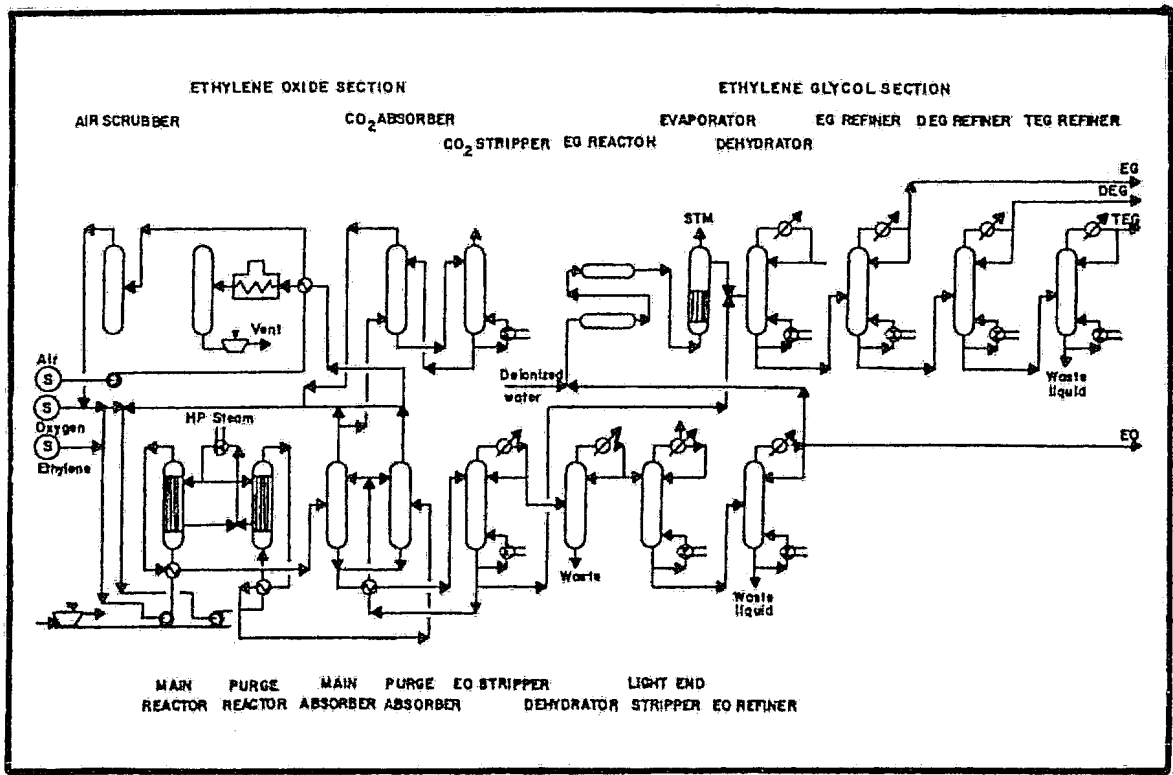 ETHYLENE OXIDE SECTION
ETHYLENE GLYCOL SECTION
AIR SCRUBBER
CO2 ABSORBER
EVAPORATOR
EG REFINER DEG REFINER TEG REFINER
CO2 STRIPPER EG REACTOR
DEHYDRATOR
EG
DEG
TEG
STM
Vent
Air
S
S
Oxygen
S
Ethylene
HP Steam
Deionized
water
Waste
liquid
EO
Waste
Waste
liquid
MAIN
REACTOR
PURGE
REACTOR
MAIN
ABSORBER
PURGE
ABSORBER
EO STRIPPER
DEHYDRATOR
LIGHT END
STRIPPER
EO REFINER